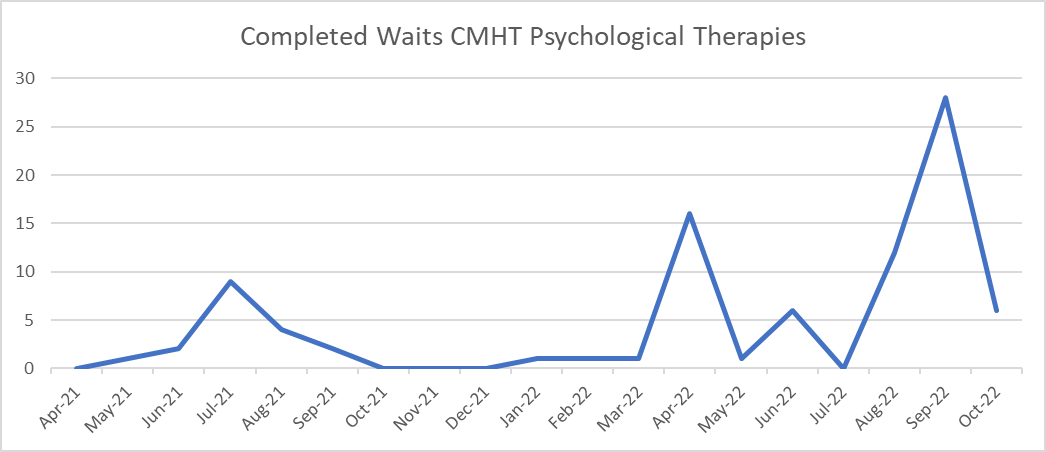 Completed Waits CMHT Psychological Therapies
30
25
20
15
10
5
0
Apr-21
May-21
Jun-21
Jul-21
Aug-21
Sep-21
Oct-21
Nov-21
Dec-21
Jan-22
Feb-22
Mar-22
Apr-22
May-22
Jun-22
Jul-22
Aug-22
Sep-22
Oct-22